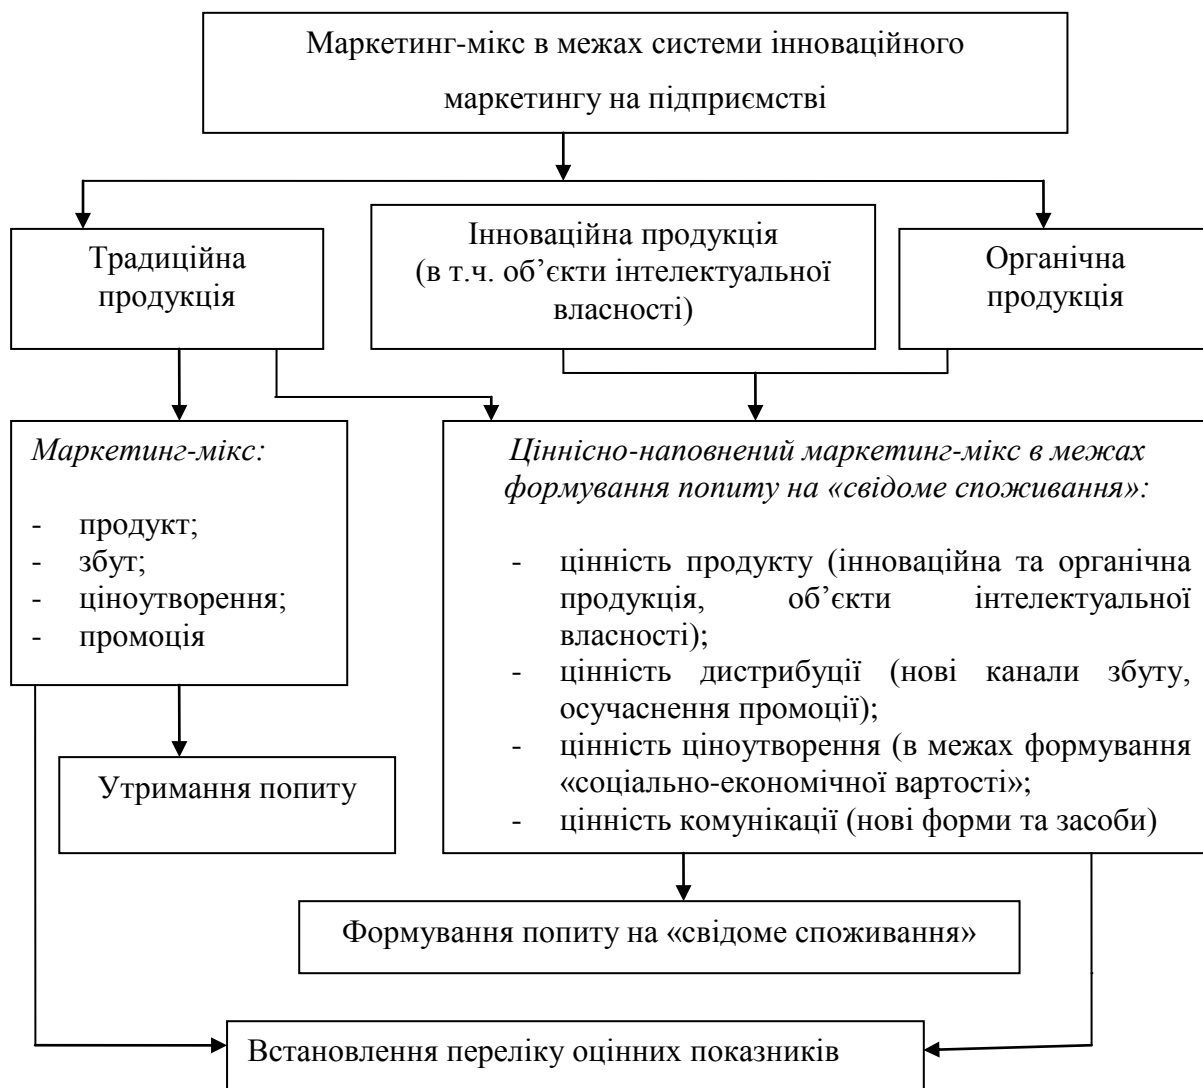 Маркетинг-мікс в межах системи інноваційного
маркетингу на підприємстві
Традиційна
продукція
Інноваційна продукція
(в т.ч. об’єкти інтелектуальної
власності)
Органічна
продукція
Маркетинг-мікс:
- продукт;
- збут;
- ціноутворення;
- промоція
Ціннісно-наповнений маркетинг-мікс в межах
формування попиту на «свідоме споживання»:
- цінність продукту (інноваційна та органічна
продукція, об’єкти інтелектуальної
власності);
- цінність дистрибуції (нові канали збуту,
осучаснення промоції);
- цінність ціноутворення (в межах формування
«соціально-економічної вартості»;
- цінність комунікації (нові форми та засоби)
Утримання попиту
Формування попиту на «свідоме споживання»
Встановлення переліку оцінних показників